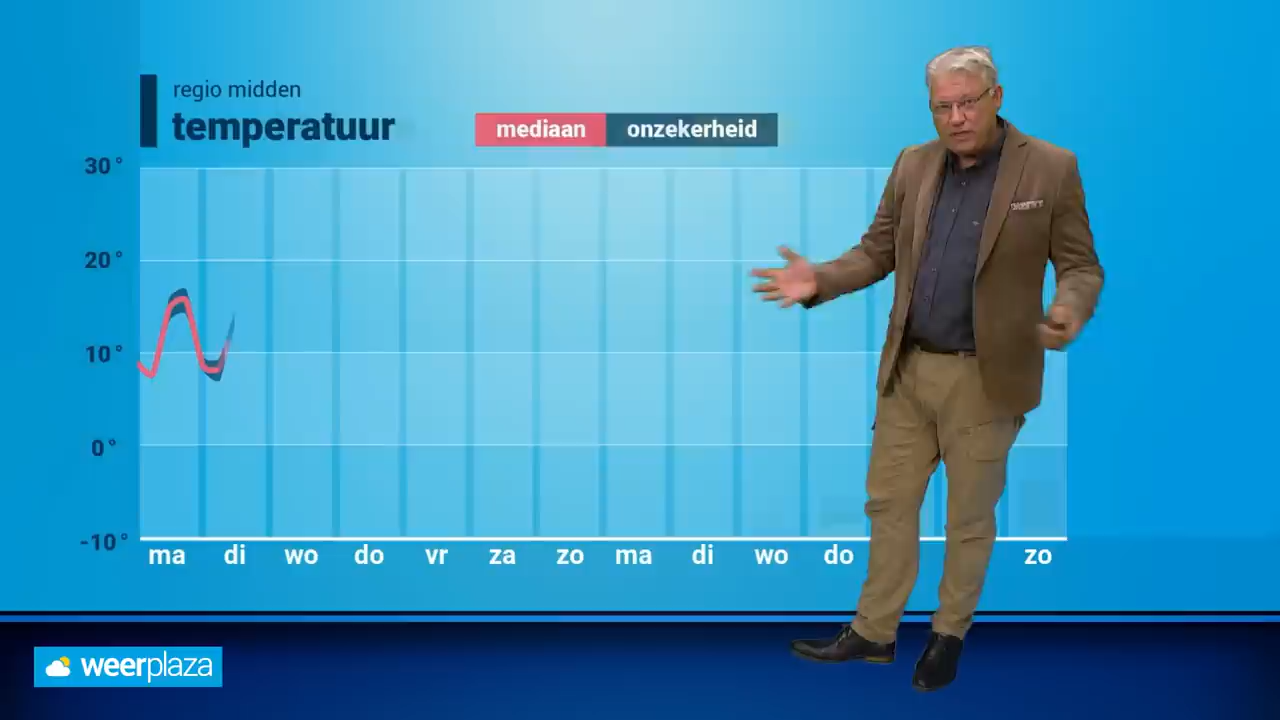 regio midden
temperatuur
mediaan onzekerheid
30°
20°
10°
0°
-10°
ma di wo do vr za zo ma di wo do zo
weerplaza